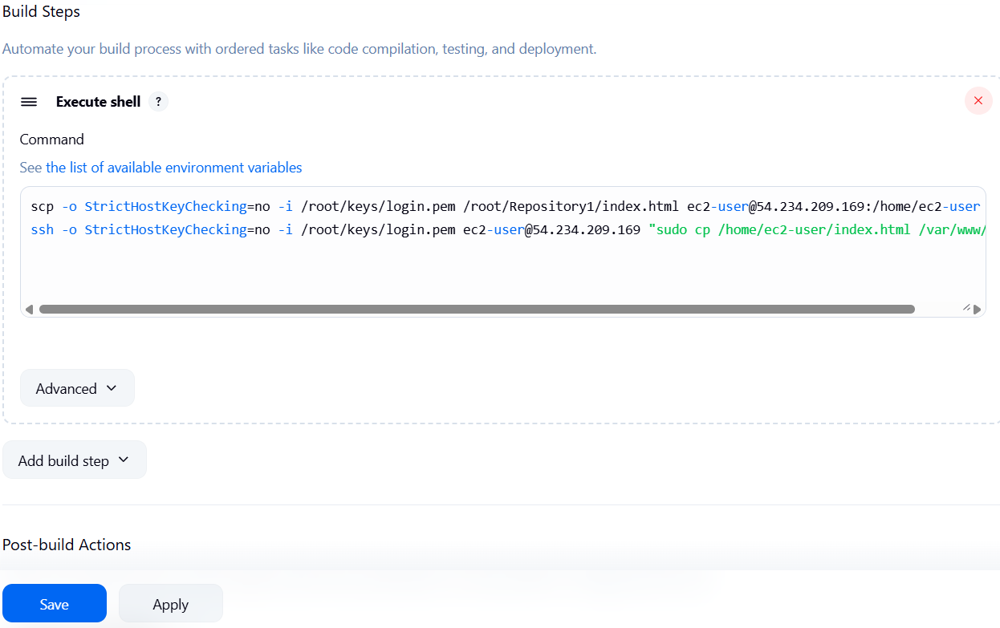 Build Steps
Automate your build process with ordered tasks like code compilation, testing, and deployment.
Execute shell ?
Command
See the list of available environment variables
scp -o StrictHostKeyChecking=no -i /root/keys/login.pem /root/Repository1/index.html ec2-user@54.234.209.169:/home/ec2-user
ssh -o StrictHostKeyChecking=no -i /root/keys/login.pem ec2-user@54.234.209.169 "sudo cp /home/ec2-user/index.html /var/www/
Advanced
Add build step
Post-build Actions
Save Apply